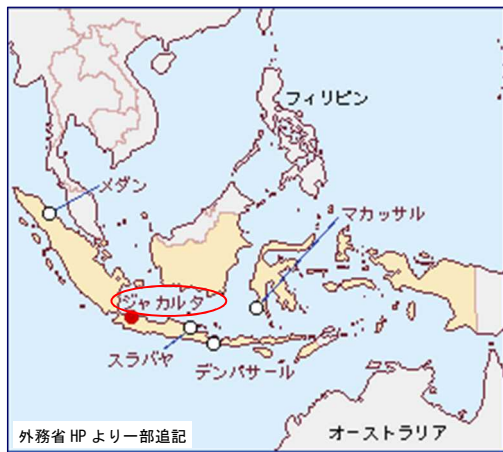 フィリピン
メダン
マカッサル
ジャカルタ
スラバヤ
デンパサール
オーストラリア
外務省HPより一部追記